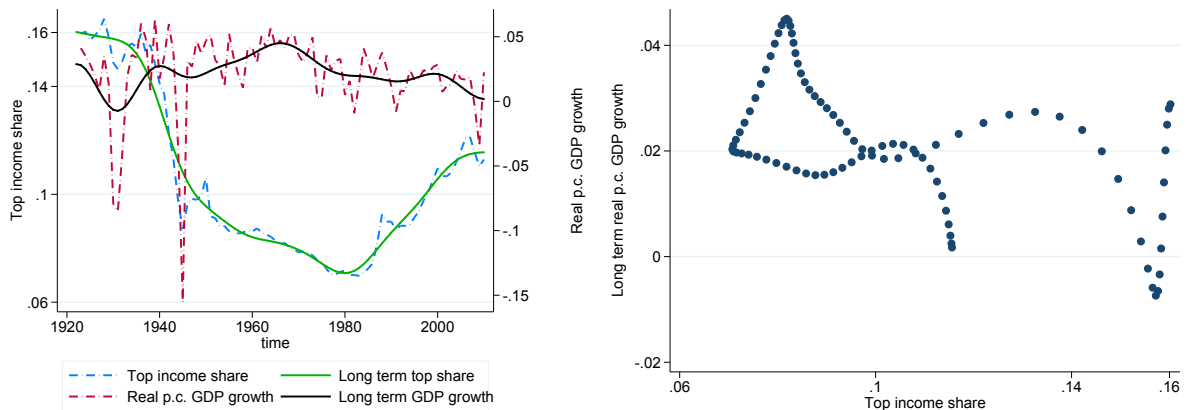 .16
.14
.1
.06
Top income share
.05
0
-.05
-.1
-.15
Real p.c. GDP growth
1920 1940 1960 1980 2000
time
Top income share Long term top share
Real p.c. GDP growth Long term GDP growth
.04
.02
0
-.02
Long term real p.c. GDP growth
.06 .1 .14 .16
Top income share